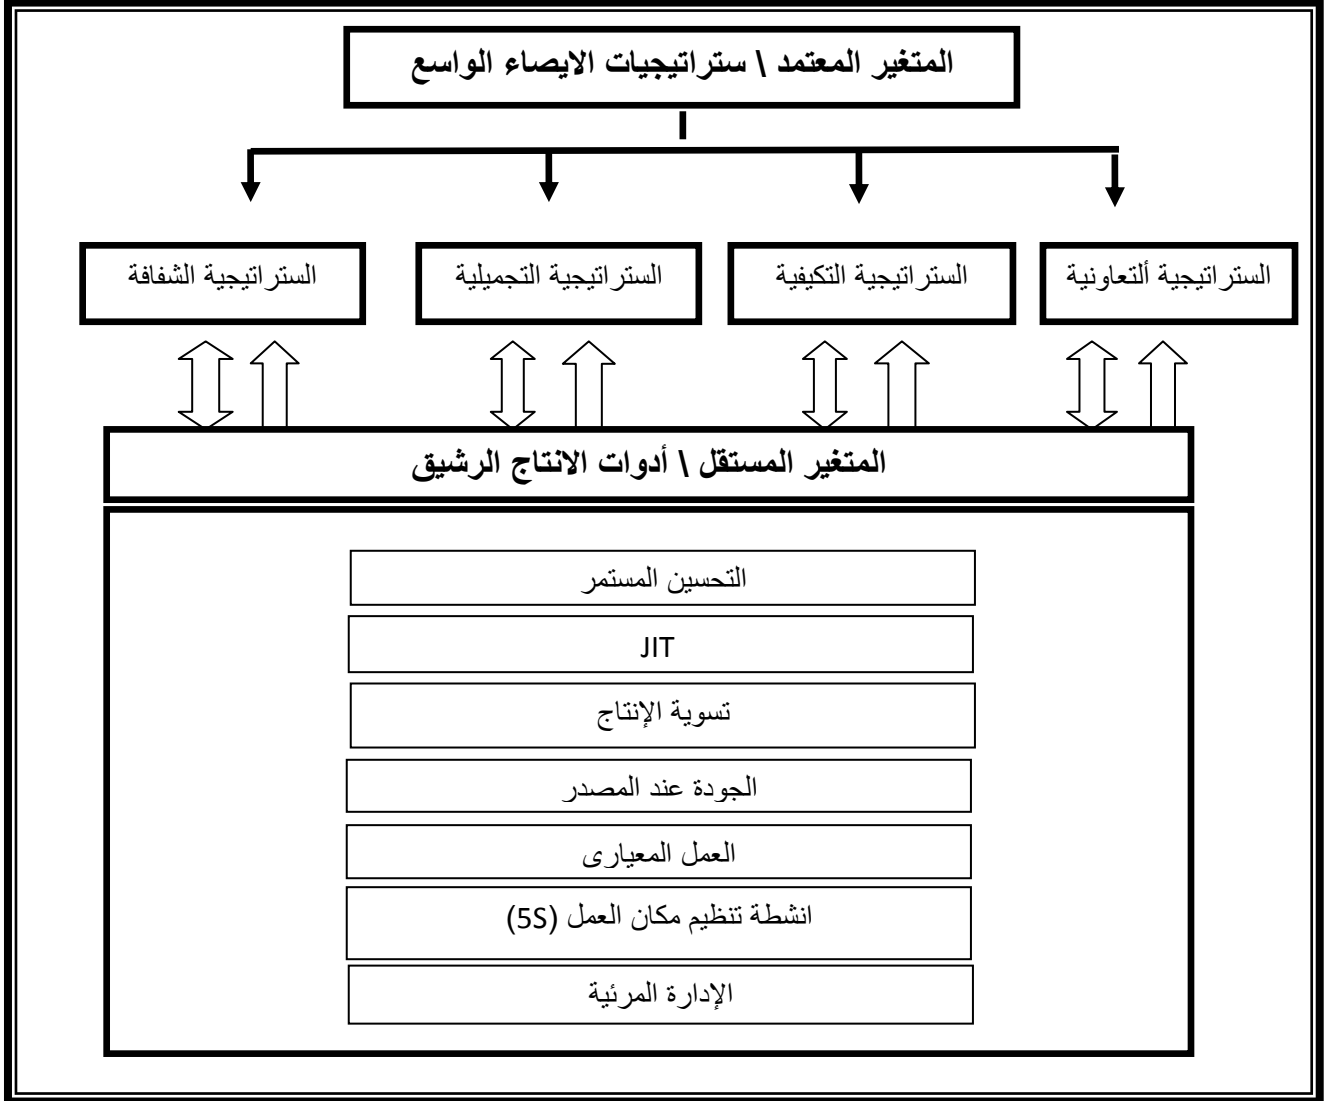 المتغير المعتمد \ ستراتيجيات الايصاء الواسع
الستراتيجية ألتعاونية
الستراتيجية التكيفية
الستراتيجية التجميلية
الستراتيجية الشفافة
المتغير المستقل \ أدوات الانتاج الرشيق
التحسين المستمر
JIT
تسوية الإنتاج
الجودة عند المصدر
العمل المعياري
انشطة تنظيم مكان العمل (5S)
الإدارة المرئية